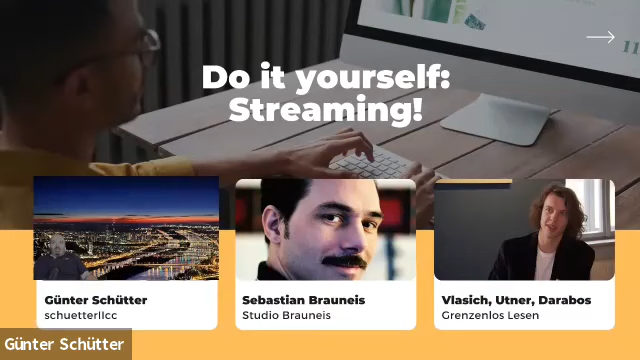 Do it yourself:
Streaming!
Günter Schütter
schuetterllcc
Sebastian Brauneis
Studio Brauneis
Vlasich, Utner, Darabos
Grenzenlos Lesen
Günter Schütter